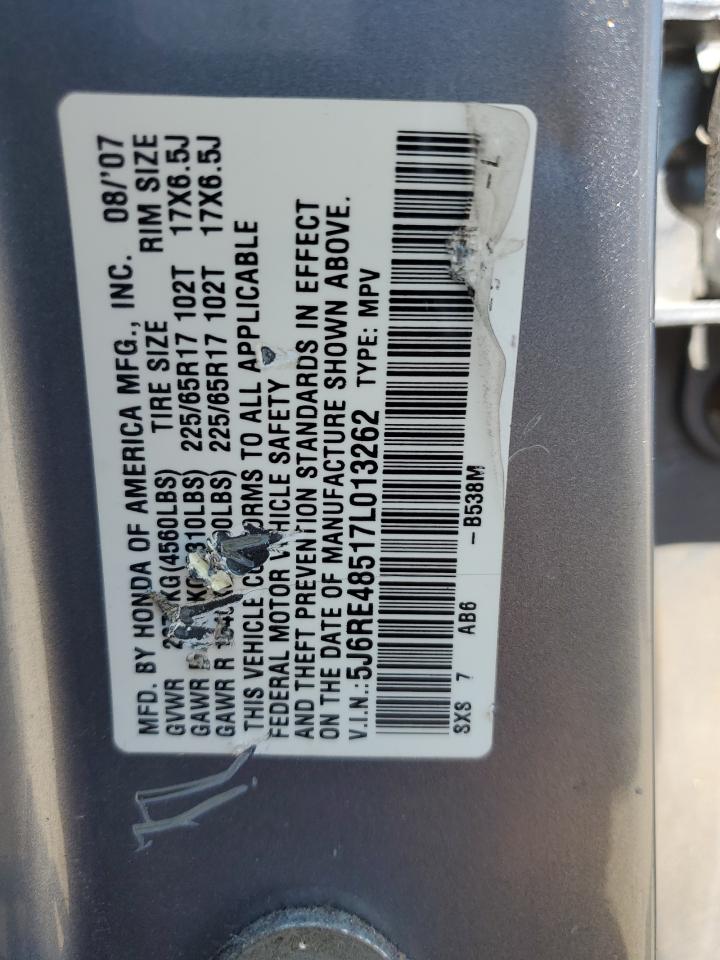 MFD. BY HONDA OF AMERICA MFG., INC. 08/'07
GVWR KG(4560LBS) TIRE SIZE RIM SIZE
GAWR 225/65R17 102T 17X6.5J
GAWR R 225/65R17 102T 17X6.5J
THIS VEHICLE TO ALL APPLICABLE
FEDERAL MOTOR VEHICLE SAFETY
AND THEFT PREVENTION STANDARDS IN EFFECT
ON THE DATE OF MANUFACTURE SHOWN ABOVE.
V.I.N.: 5J6RE48517L013262 TYPE: MPV
SXS 7 AB6 -B538M -L